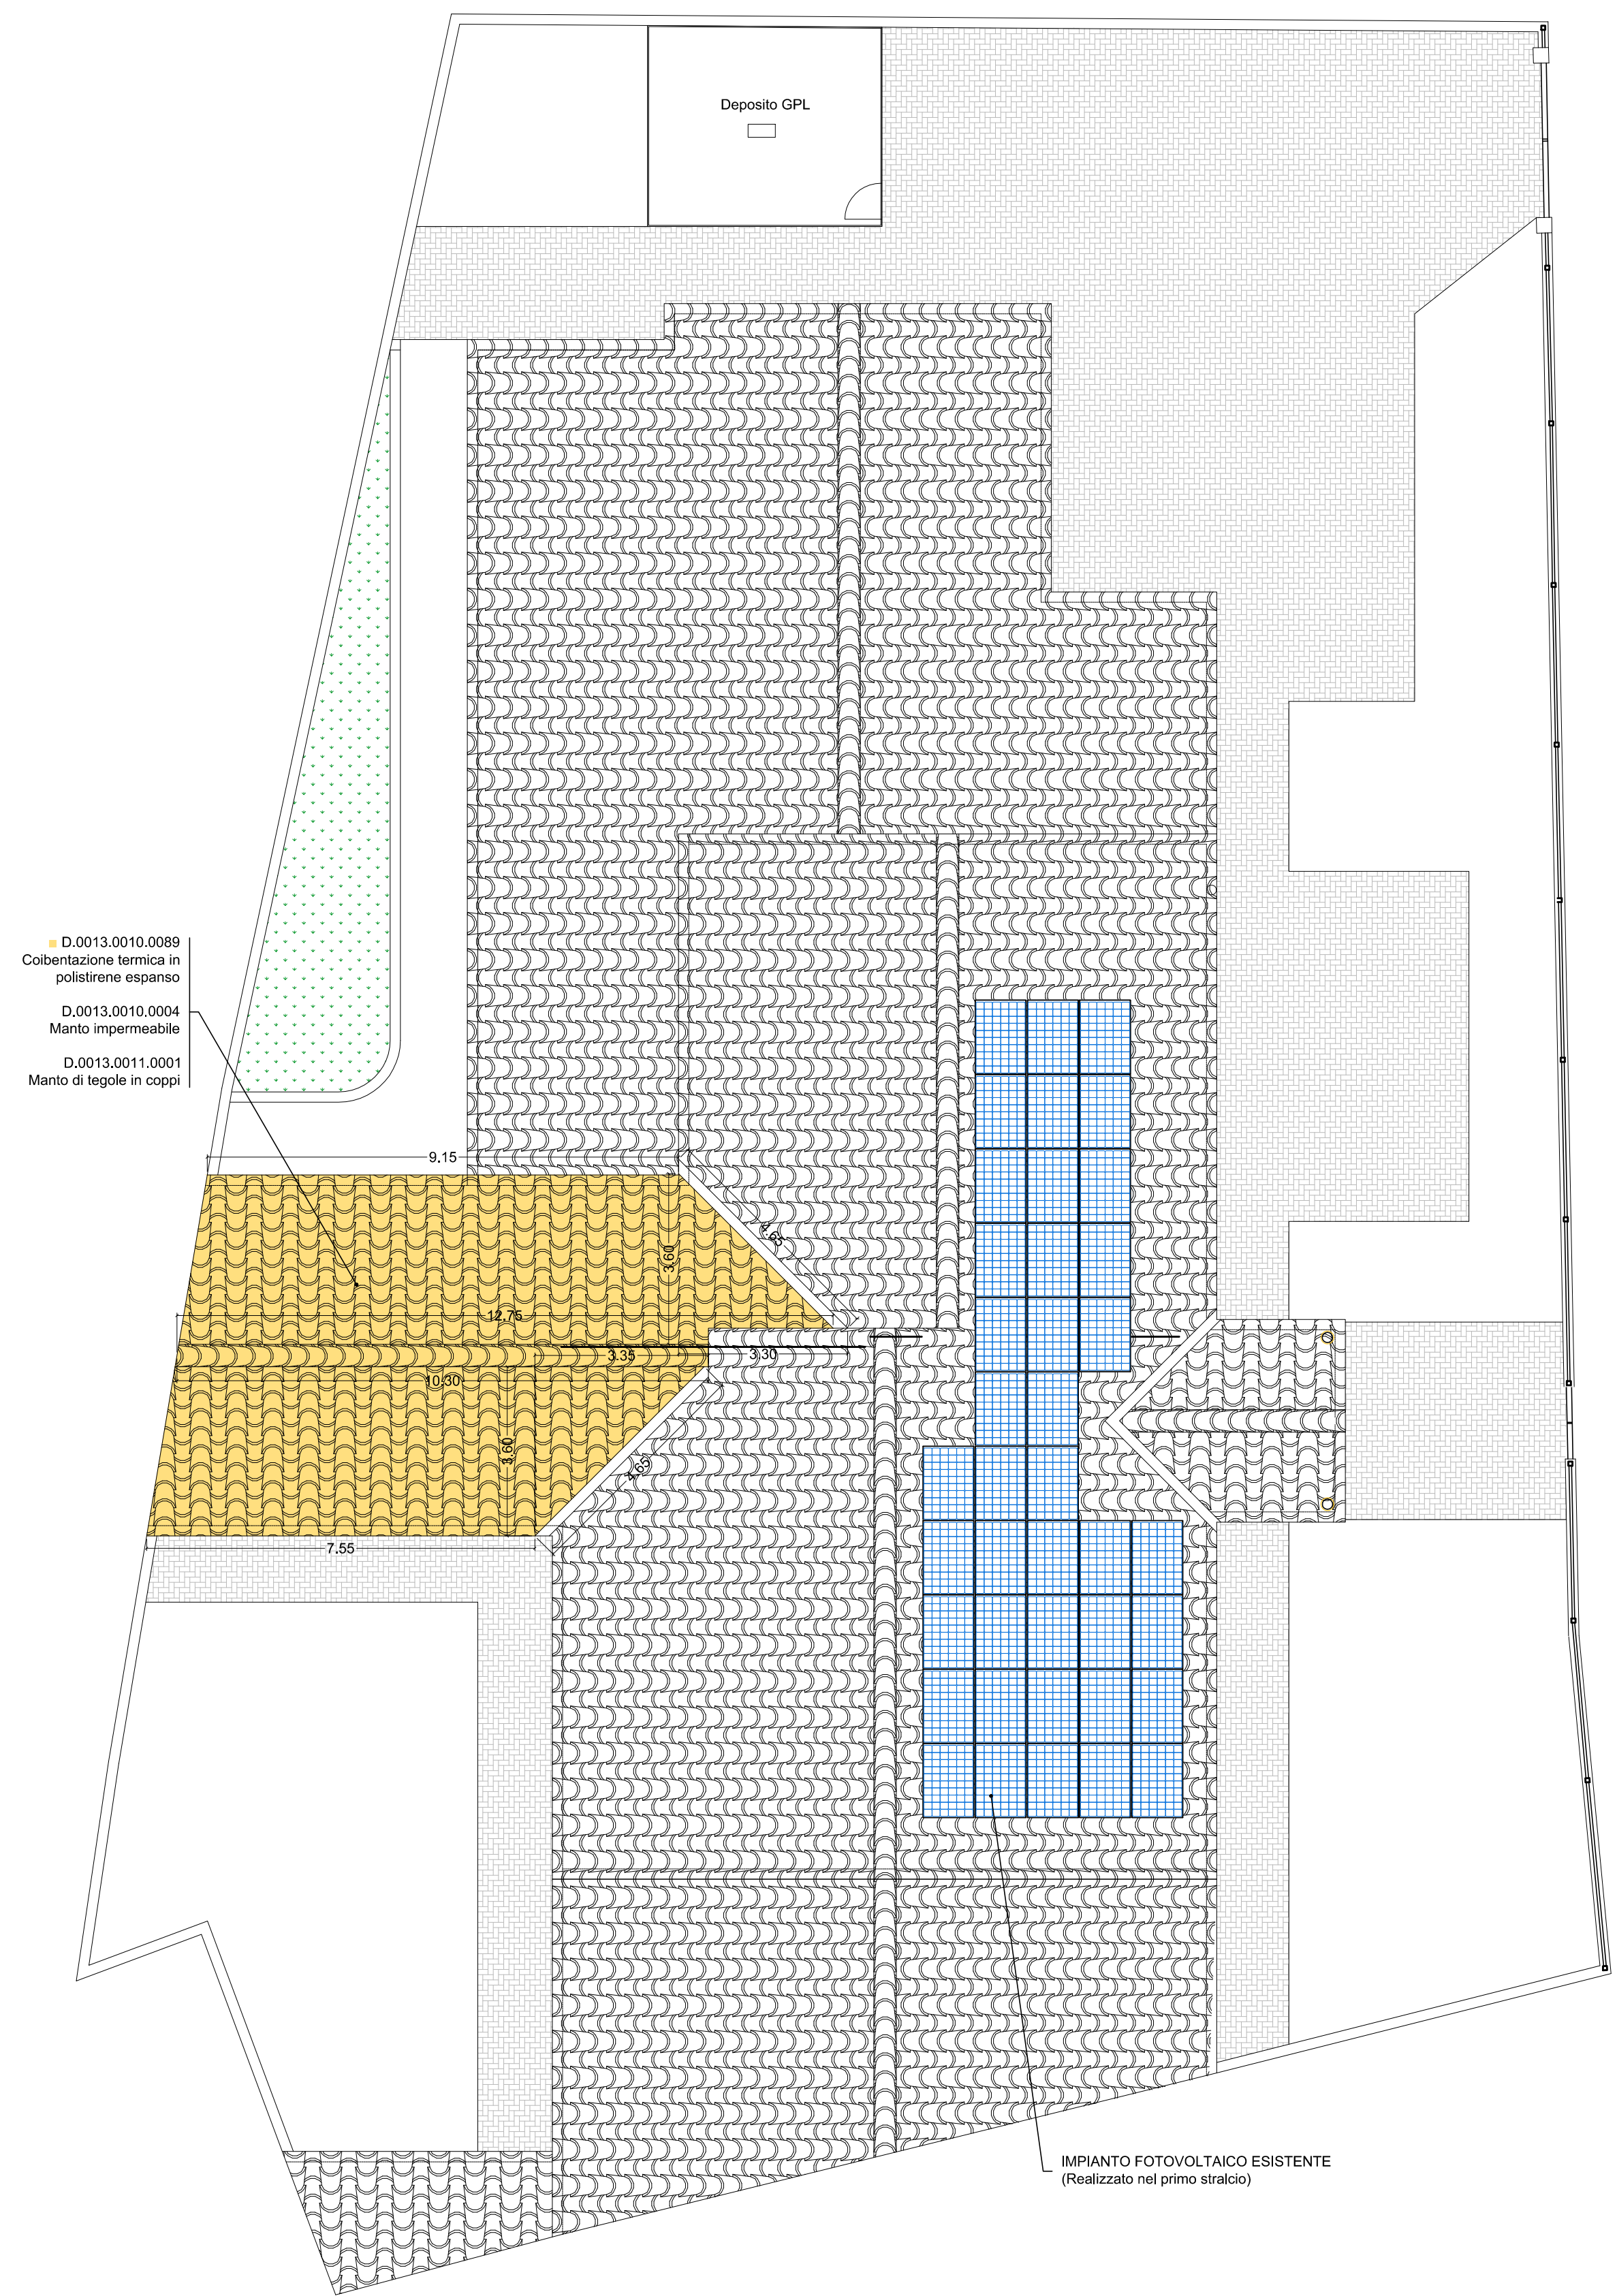 Deposito GPL
D.0013.0010.0089
Coibentazione termica in
polistirene espanso
D.0013.0010.0004
Manto impermeabile
D.0013.0011.0001
Manto di tegole in coppi
9.15
4.65
3.60
12.75
3.35
3.30
10.30
3.60
4.65
7.55
IMPIANTO FOTOVOLTAICO ESISTENTE
(Realizzato nel primo stralcio)